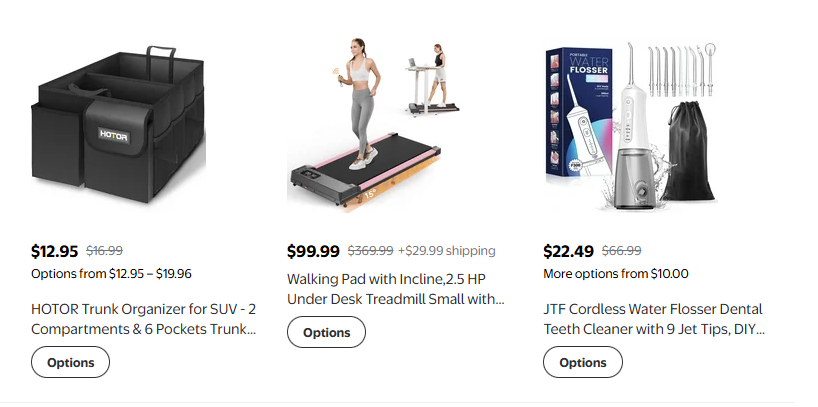 HOTOR
15°
PORTABLE
WATER
FLOSSER
$12.95 $16.99
Options from $12.95 – $19.96
HOTOR Trunk Organizer for SUV - 2
Compartments & 6 Pockets Trunk...
Options
$99.99 $369.99 +$29.99 shipping
Walking Pad with Incline,2.5 HP
Under Desk Treadmill Small with...
Options
$22.49 $66.99
More options from $10.00
JTF Cordless Water Flosser Dental
Teeth Cleaner with 9 Jet Tips, DIY...
Options